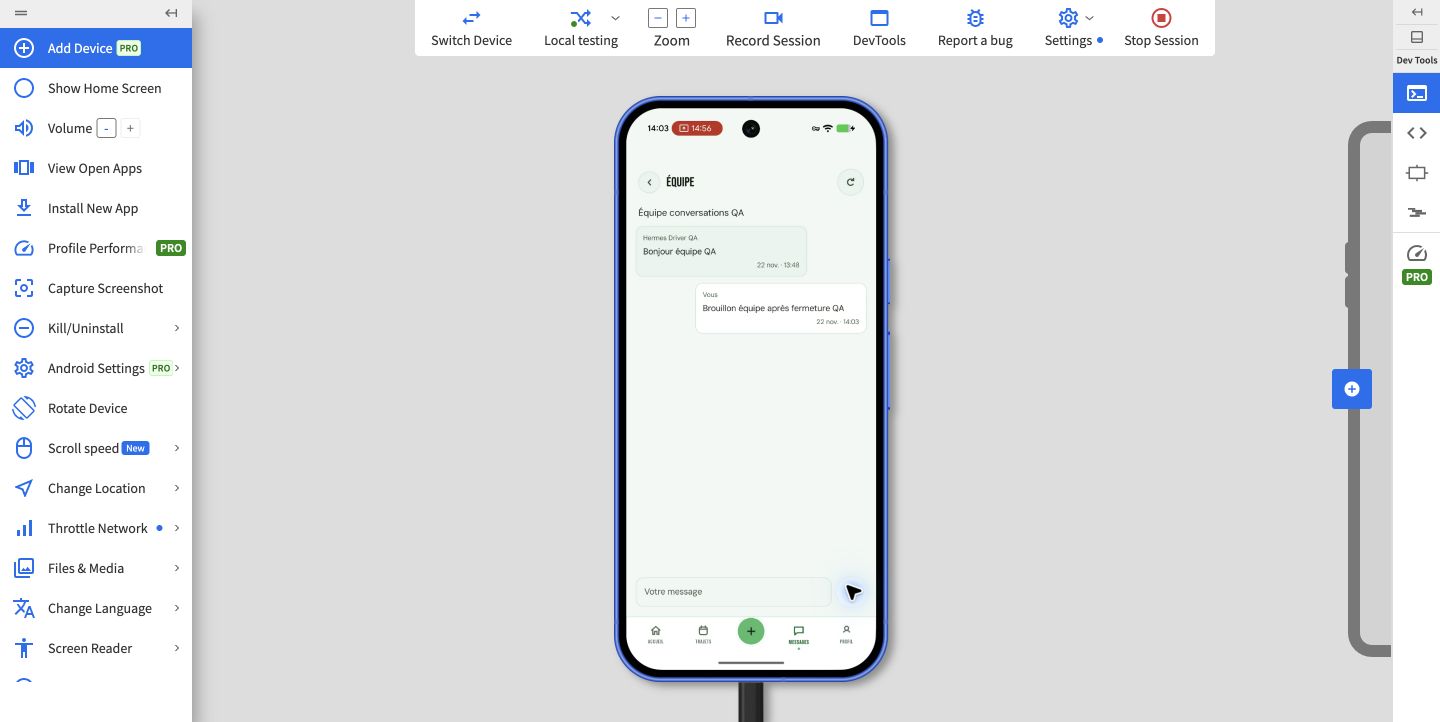 Add Device PRO
Show Home Screen
Volume - +
View Open Apps
Install New App
Profile Performa PRO
Capture Screenshot
Kill/Uninstall
Android Settings PRO
Rotate Device
Scroll speed New
Change Location
Throttle Network
Files & Media
Change Language
Screen Reader
Switch Device
Local testing
Zoom
Record Session
DevTools
Report a bug
Settings
Stop Session
14:03 14:56
ÉQUIPE
Équipe conversations QA
Hermes Driver QA
Bonjour équipe QA
22 nov. · 13:48
Vous
Brouillon équipe après fermeture QA
22 nov. · 14:03
Votre message
ACCUEIL
TRAJETS
MESSAGES
PROFIL
Dev Tools
PRO